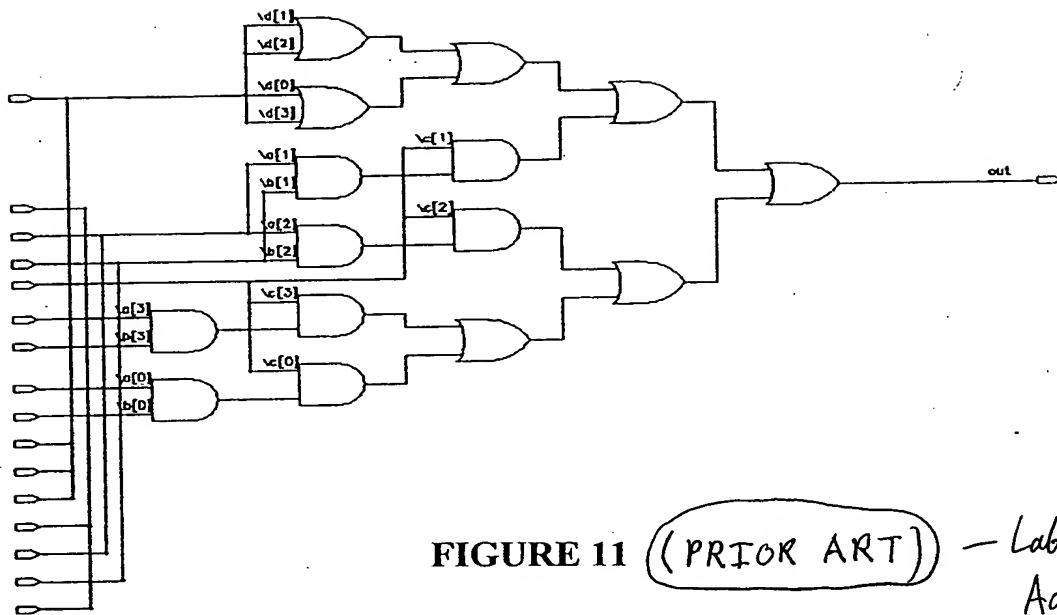 \d[1]
\d[2]
\d[0]
\d[3]
\a[1]
\b[1]
\c[1]
\a[2]
\b[2]
\c[2]
\c[3]
\a[3]
\b[3]
\c[0]
\a[0]
\b[0]
out
FIGURE 11 (PRIOR ART) — Lab
Ad